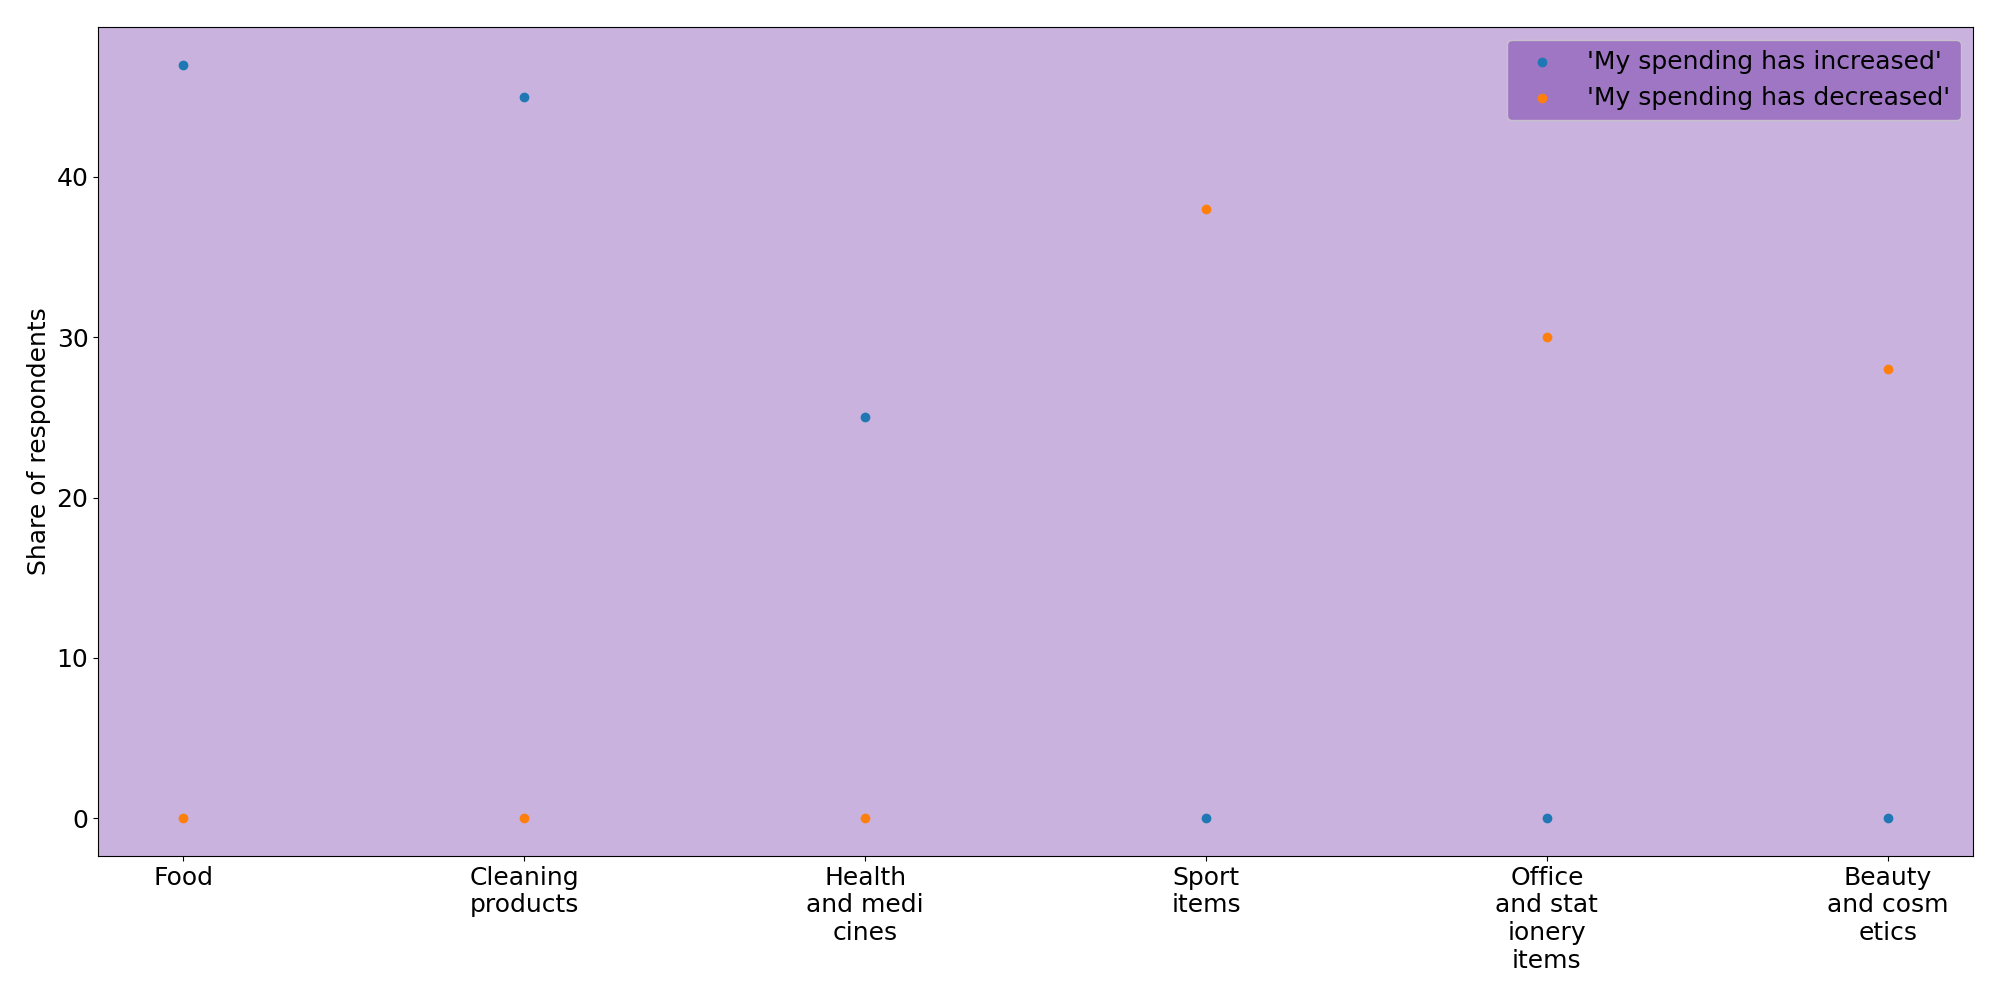 'My spending has increased'
'My spending has decreased'
Share of respondents
40
30
20
10
0
Food
Cleaning
products
Health
and medi
cines
Sport
items
Office
and stat
ionery
items
Beauty
and cosm
etics